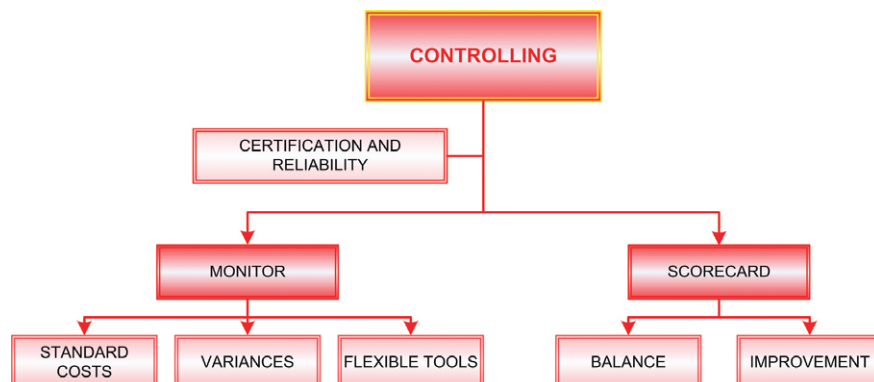 CONTROLLING
CERTIFICATION AND
RELIABILITY
MONITOR
SCORECARD
STANDARD
COSTS
VARIANCES
FLEXIBLE TOOLS
BALANCE
IMPROVEMENT